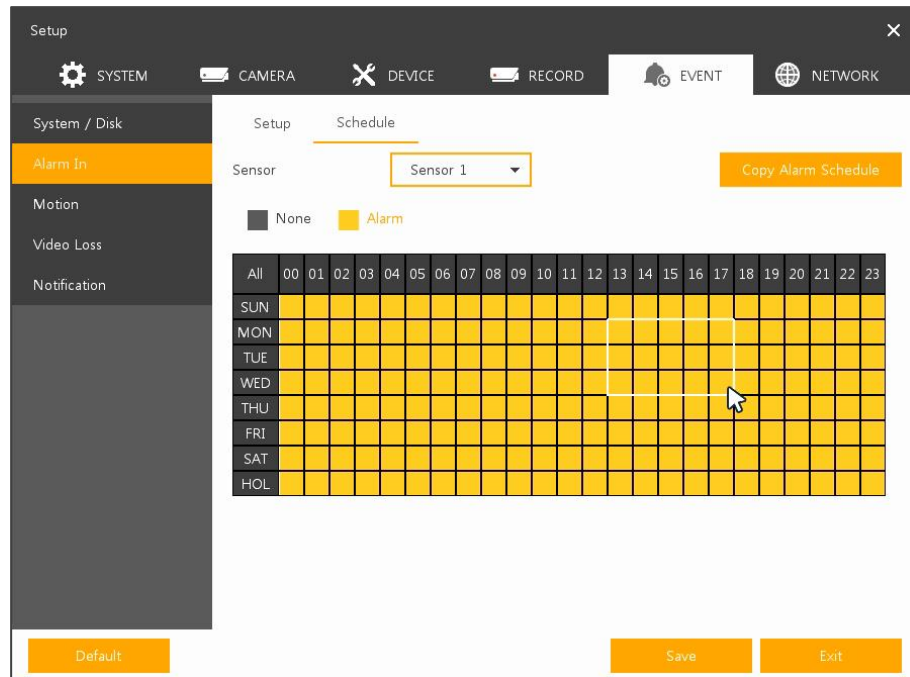 Setup
SYSTEM CAMERA DEVICE RECORD EVENT NETWORK
System / Disk
Alarm In
Motion
Video Loss
Notification
Setup Schedule
Sensor Sensor 1 Copy Alarm Schedule
None Alarm
All 00 01 02 03 04 05 06 07 08 09 10 11 12 13 14 15 16 17 18 19 20 21 22 23
SUN
MON
TUE
WED
THU
FRI
SAT
HOL
Default Save Exit